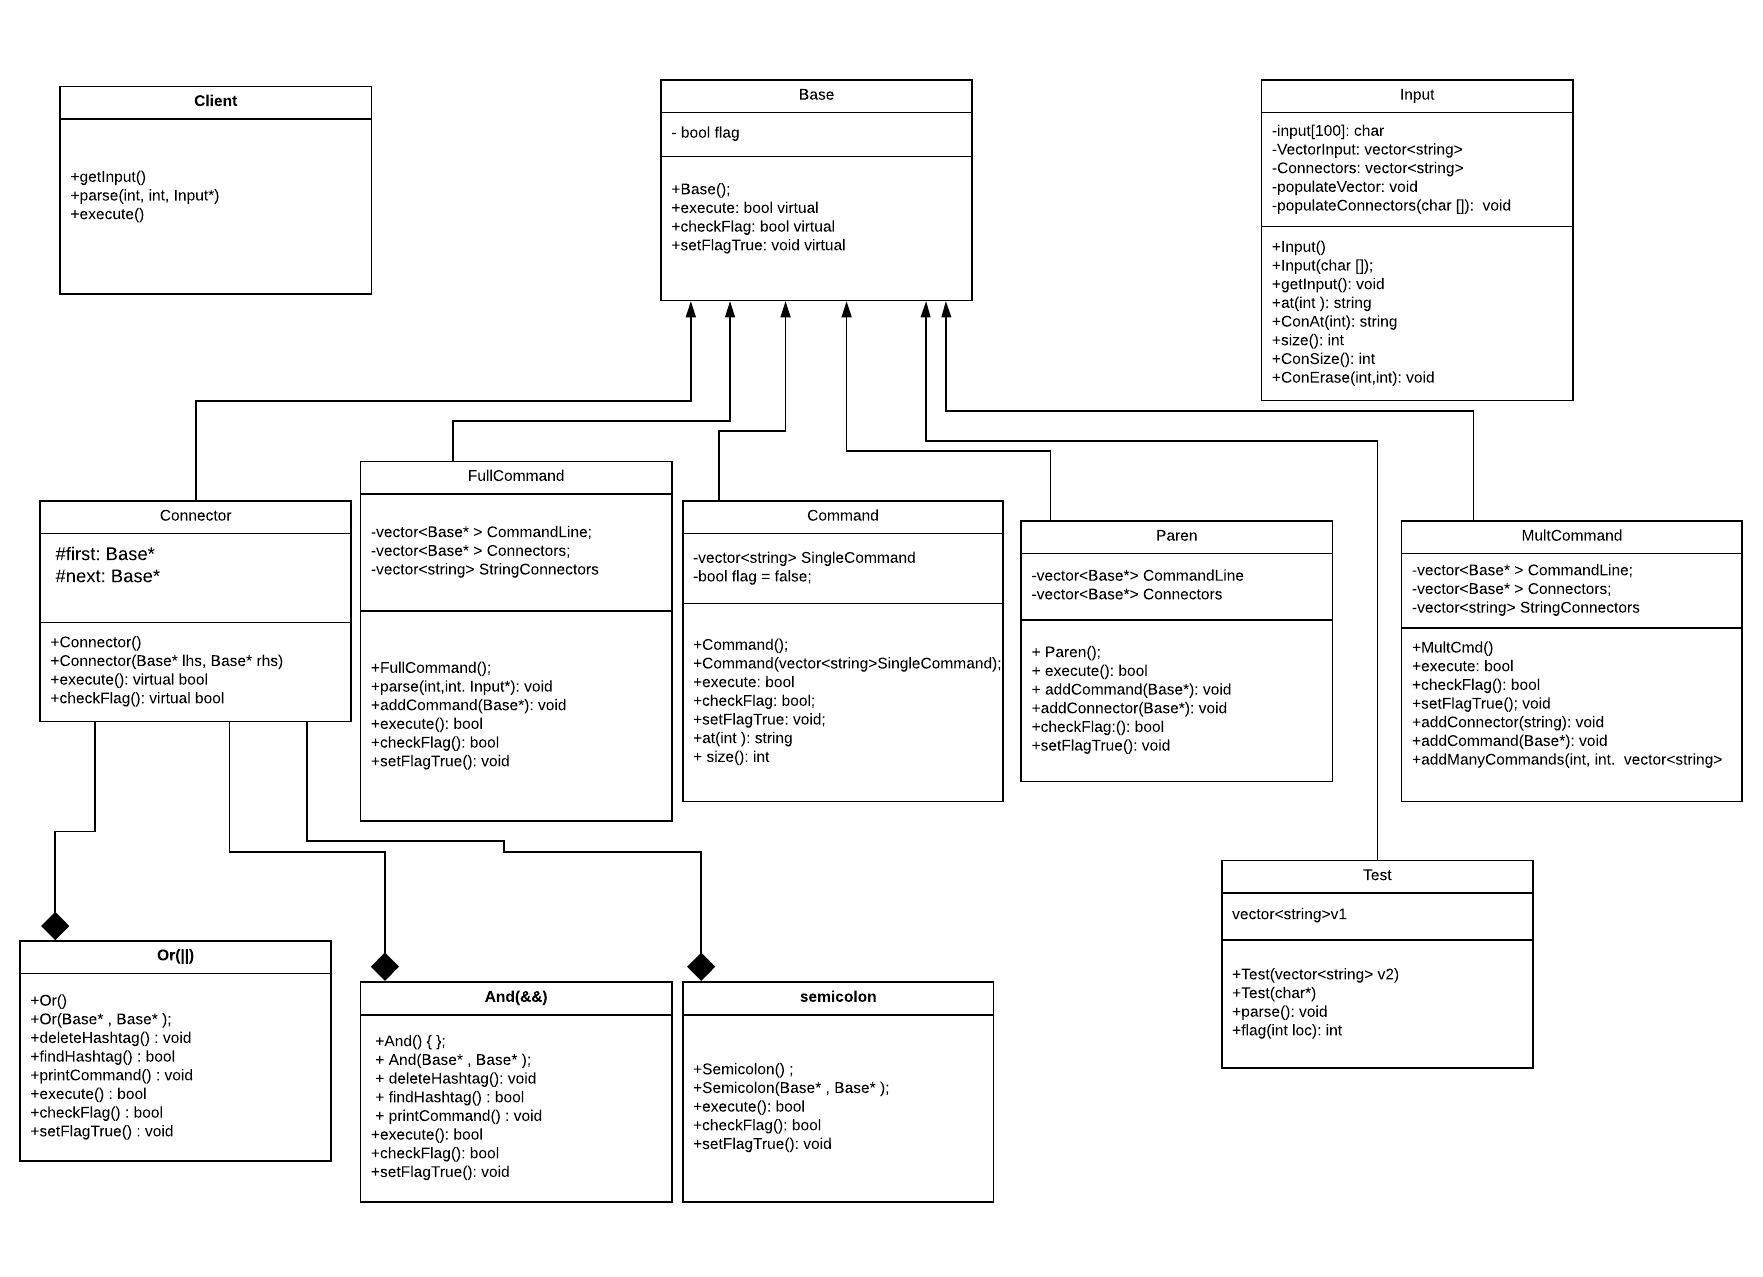 Client
+getInput()
+parse(int, int, Input*)
+execute()
Base
- bool flag
+Base();
+execute: bool virtual
+checkFlag: bool virtual
+setFlagTrue: void virtual
Input
-input[100]: char
-VectorInput: vector<string>
-Connectors: vector<string>
-populateVector: void
-populateConnectors(char []):  void
+Input()
+Input(char []);
+getInput(): void
+at(int ): string
+ConAt(int): string
+size(): int
+ConSize(): int
+ConErase(int,int): void
Connector
#first: Base*
#next: Base*
+Connector()
+Connector(Base* lhs, Base* rhs)
+execute(): virtual bool
+checkFlag(): virtual bool
FullCommand
-vector<Base* > CommandLine;
-vector<Base* > Connectors;
-vector<string> StringConnectors
+FullCommand();
+parse(int,int. Input*): void
+addCommand(Base*): void
+execute(): bool
+checkFlag(): bool
+setFlagTrue(): void
Command
-vector<string> SingleCommand
-bool flag = false;
+Command();
+Command(vector<string>SingleCommand);
+execute: bool
+checkFlag: bool;
+setFlagTrue: void;
+at(int ): string
+ size(): int
Paren
-vector<Base*> CommandLine
-vector<Base*> Connectors
+ Paren();
+ execute(): bool
+ addCommand(Base*): void
+addConnector(Base*): void
+checkFlag:(): bool
+setFlagTrue(): void
MultCommand
-vector<Base* > CommandLine;
-vector<Base* > Connectors;
-vector<string> StringConnectors
+MultCmd()
+execute: bool
+checkFlag(): bool
+setFlagTrue(); void
+addConnector(string): void
+addCommand(Base*): void
+addManyCommands(int, int.  vector<string>
Test
vector<string>v1
+Test(vector<string> v2)
+Test(char*)
+parse(): void
+flag(int loc): int
Or(||)
+Or()
+Or(Base* , Base* );
+deleteHashtag() : void
+findHashtag() : bool
+printCommand() : void
+execute() : bool
+checkFlag() : bool
+setFlagTrue() : void
And(&&)
+And() { };
+ And(Base* , Base* );
+ deleteHashtag(): void
+ findHashtag() : bool
+ printCommand() : void
+execute(): bool
+checkFlag(): bool
+setFlagTrue(): void
semicolon
+Semicolon() ;
+Semicolon(Base* , Base* );
+execute(): bool
+checkFlag(): bool
+setFlagTrue(): void